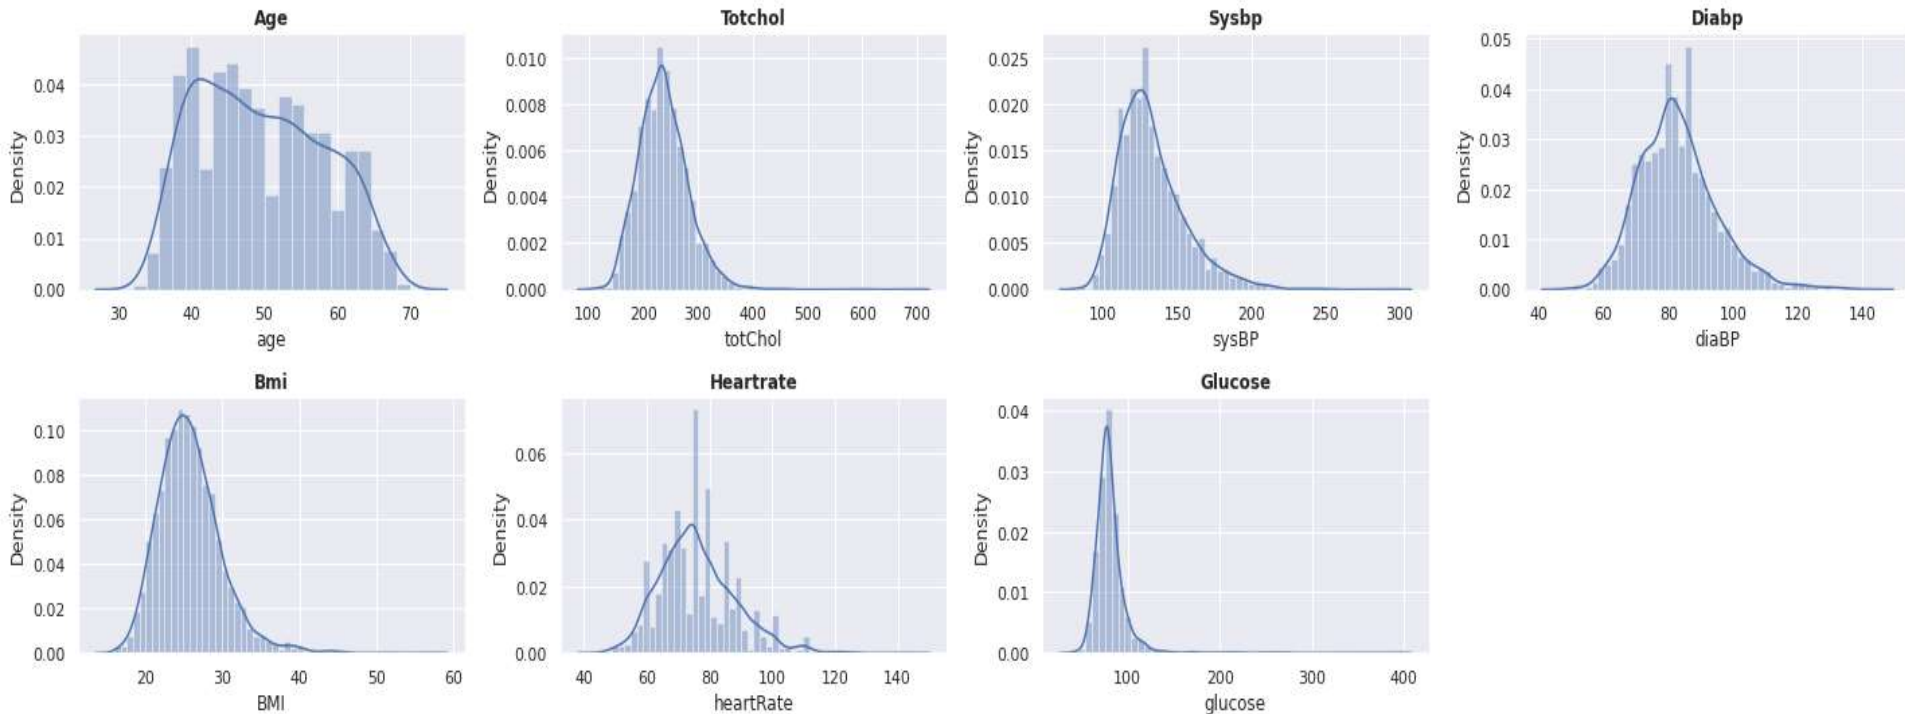 Age
Density
0.04
0.03
0.02
0.01
0.00
30 40 50 60 70
age
Totchol
Density
0.010
0.008
0.006
0.004
0.002
0.000
100 200 300 400 500 600 700
totChol
Sysbp
Density
0.025
0.020
0.015
0.010
0.005
0.000
100 150 200 250 300
sysBP
Diabp
Density
0.05
0.04
0.03
0.02
0.01
0.00
40 60 80 100 120 140
diaBP
Bmi
Density
0.10
0.08
0.06
0.04
0.02
0.00
20 30 40 50 60
BMI
Heartrate
Density
0.06
0.04
0.02
0.00
40 60 80 100 120 140
heartRate
Glucose
Density
0.04
0.03
0.02
0.01
0.00
100 200 300 400
glucose